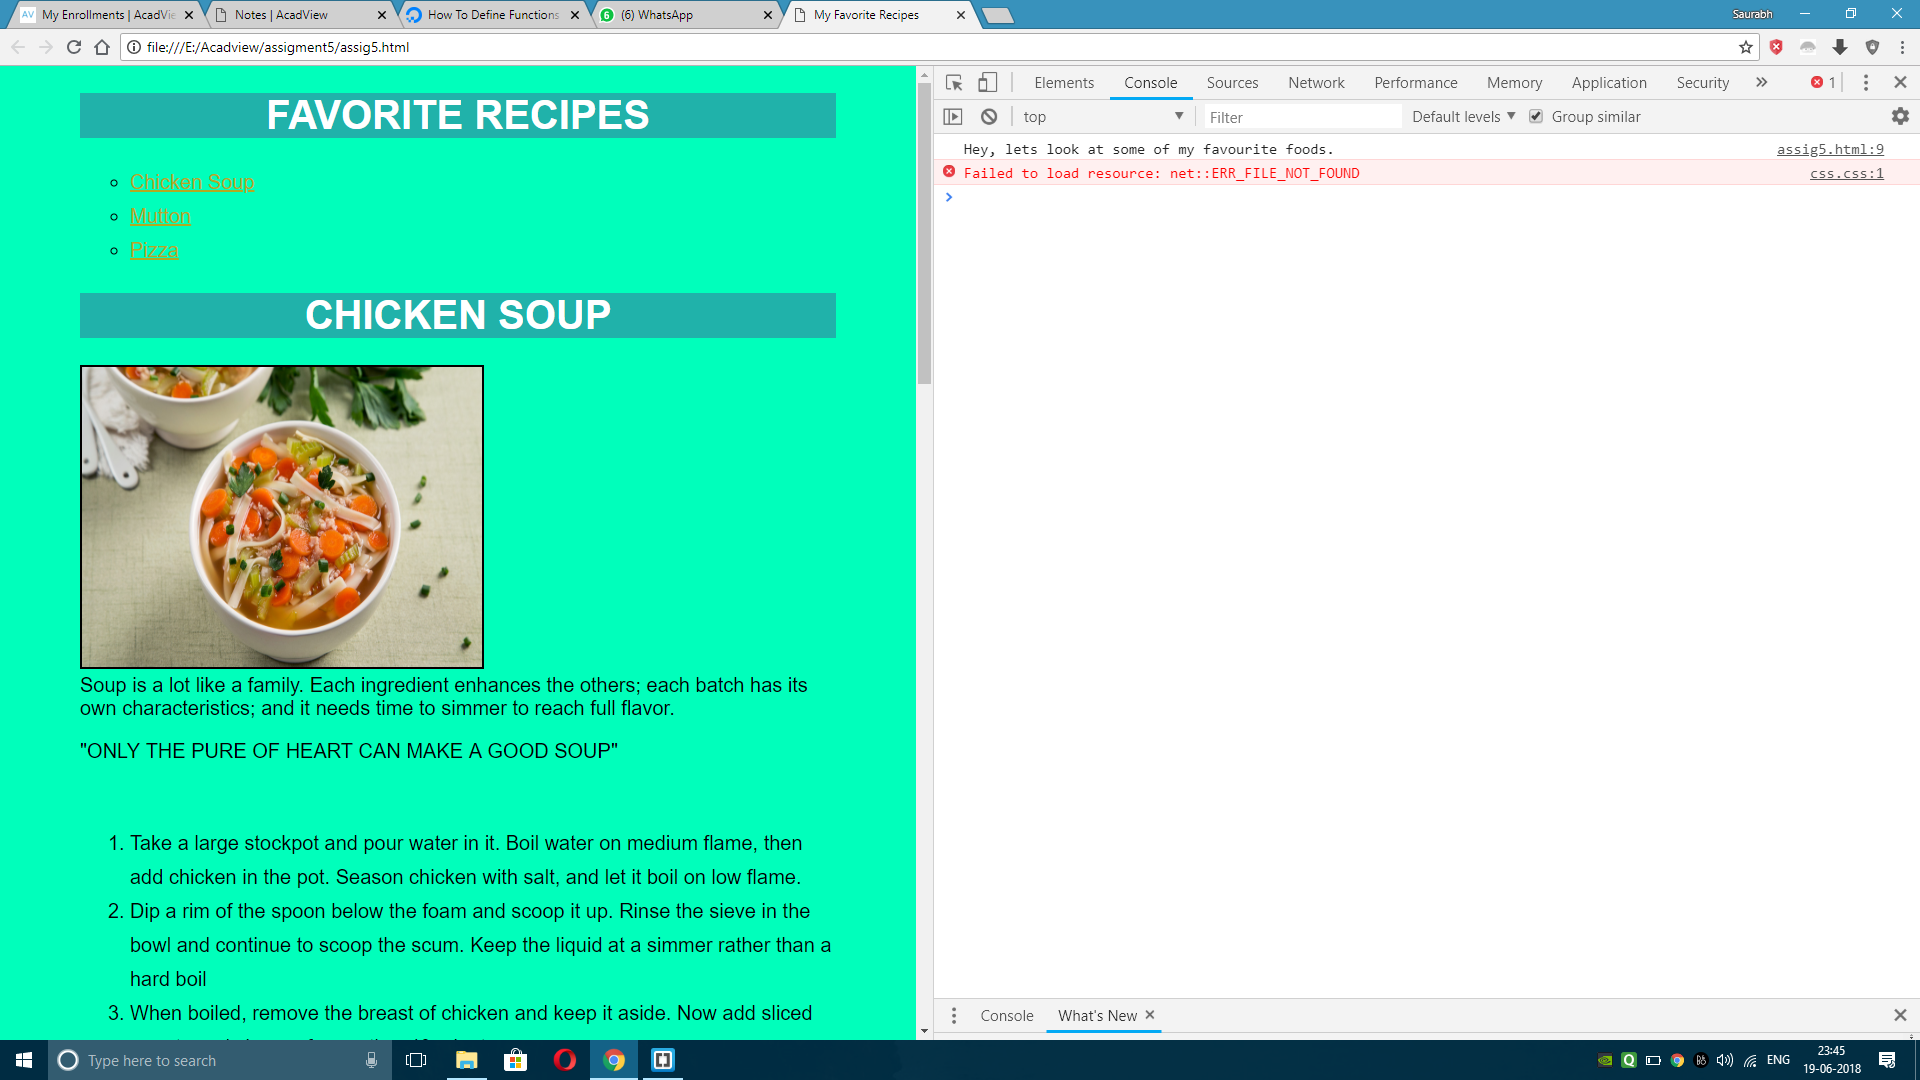 My Enrollments | AcadVie
Notes | AcadView
How To Define Functions
(6) WhatsApp
My Favorite Recipes
Saurabh
file:///E:/Acadview/assigment5/assig5.html
Elements Console Sources Network Performance Memory Application Security » 1
top Filter Default levels Group similar
Hey, lets look at some of my favourite foods. assig5.html:9
Failed to load resource: net::ERR_FILE_NOT_FOUND css.css:1
FAVORITE RECIPES
Chicken Soup
Mutton
Pizza
CHICKEN SOUP
Soup is a lot like a family. Each ingredient enhances the others; each batch has its
own characteristics; and it needs time to simmer to reach full flavor.
"ONLY THE PURE OF HEART CAN MAKE A GOOD SOUP"
1. Take a large stockpot and pour water in it. Boil water on medium flame, then
add chicken in the pot. Season chicken with salt, and let it boil on low flame.
2. Dip a rim of the spoon below the foam and scoop it up. Rinse the sieve in the
bowl and continue to scoop the scum. Keep the liquid at a simmer rather than a
hard boil
3. When boiled, remove the breast of chicken and keep it aside. Now add sliced
Console What's New
Type here to search
ENG
23:45
19-06-2018